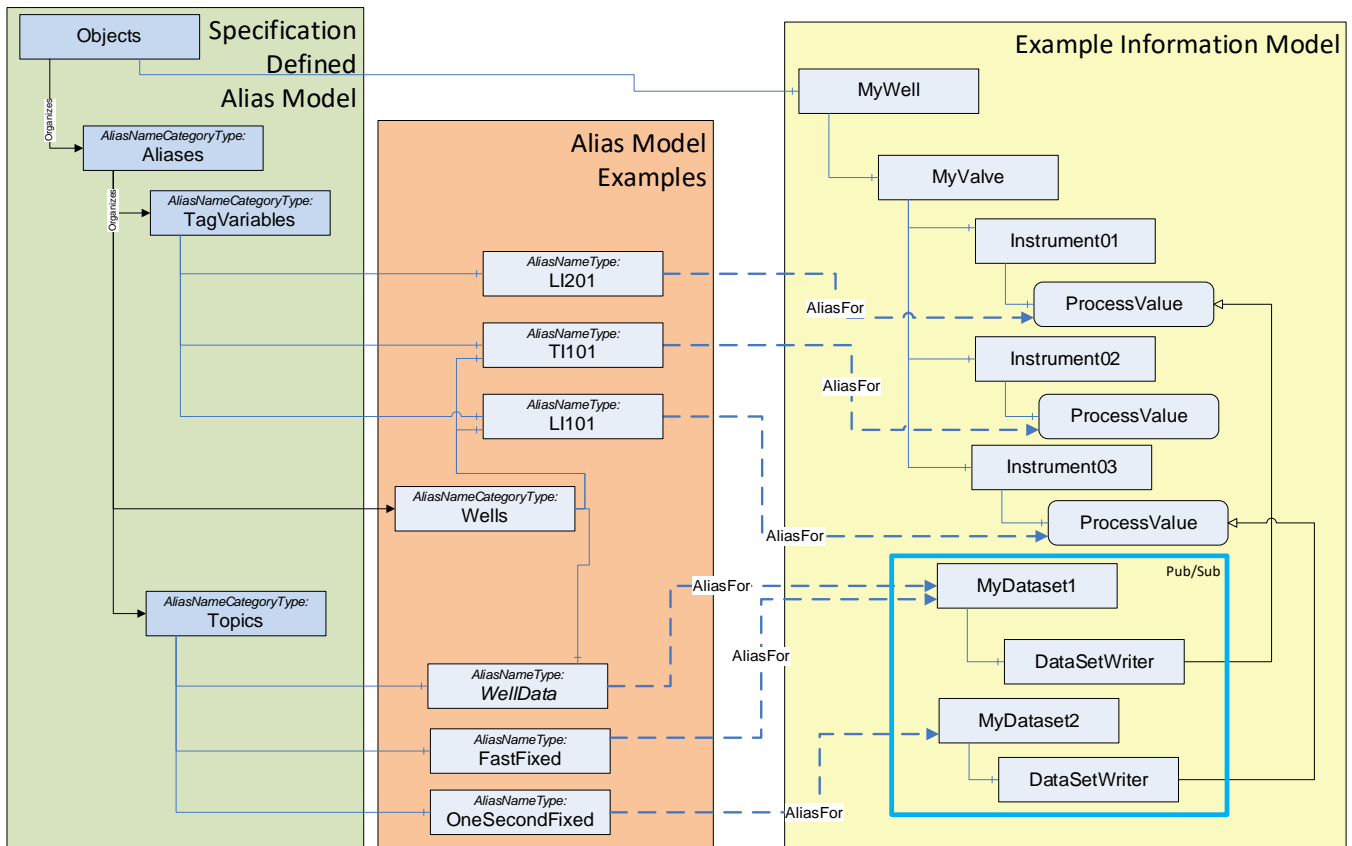 Objects
Specification
Defined
Alias Model
Organizes
AliasNameCategoryType:
Aliases
Organizes
AliasNameCategoryType:
TagVariables
AliasNameCategoryType:
Topics
Alias Model
Examples
AliasNameType:
LI201
AliasNameType:
TI101
AliasNameType:
LI101
AliasNameCategoryType:
Wells
AliasNameType:
WellData
AliasNameType:
FastFixed
AliasNameType:
OneSecondFixed
AliasFor
AliasFor
AliasFor
AliasFor
AliasFor
AliasFor
Example Information Model
MyWell
MyValve
Instrument01
ProcessValue
Instrument02
ProcessValue
Instrument03
ProcessValue
Pub/Sub
MyDataset1
DataSetWriter
MyDataset2
DataSetWriter